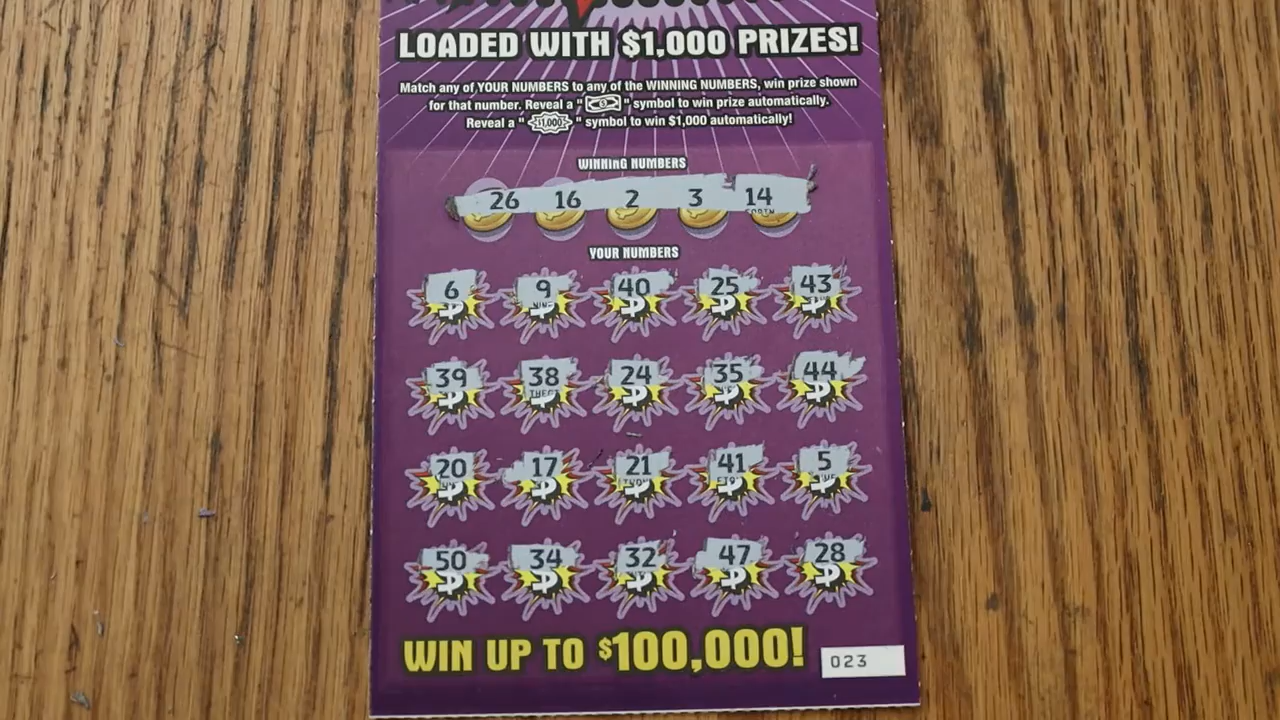 LOADED WITH $1,000 PRIZES!
Match any of YOUR NUMBERS to any of the WINNING NUMBERS, win prize shown
for that number. Reveal a " " symbol to win prize automatically.
Reveal a " $1,000 " symbol to win $1,000 automatically!
WINNING NUMBERS
26 16 2 3 14
YOUR NUMBERS
6 9 40 25 43
39 38 24 35 44
20 17 21 41 5
50 34 32 47 28
WIN UP TO $100,000!
023